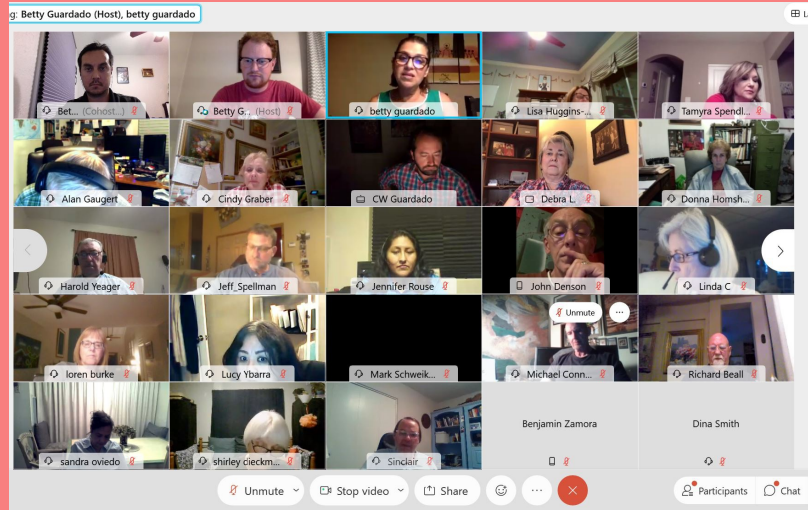 g: Betty Guardado (Host), betty guardado
L
Bet... (Cohost...)
Betty G... (Host)
betty guardado
Lisa Huggins-...
Tamyra Spendl...
Alan Gaugert
Cindy Graber
CW Guardado
Debra L.
Donna Homsh...
Harold Yeager
Jeff_Spellman
Jennifer Rouse
John Denson
Linda C
Unmute
loren burke
Lucy Ybarra
Mark Schweik...
Michael Conn...
Richard Beall
Benjamin Zamora
Dina Smith
sandra oviedo
shirley dieckm...
Sinclair
Unmute
Stop video
Share
Participants
Chat